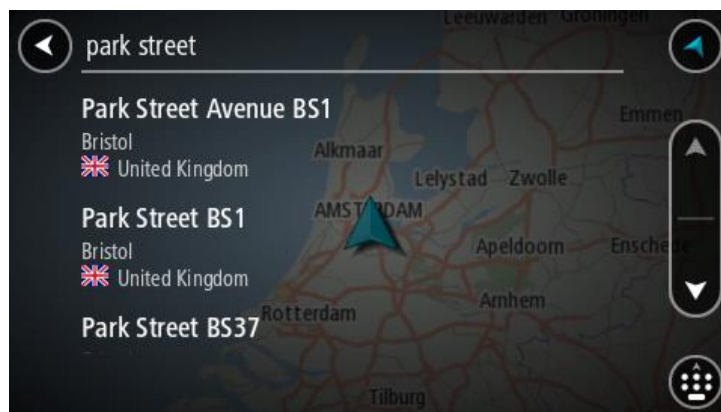 Leeuwarden Groningen
park street
Park Street Avenue BS1
Bristol
United Kingdom
Emmen
Alkmaar
Lelystad Zwolle
Park Street BS1
Bristol
United Kingdom
AMSTERDAM
Apeldoorn Enschede
Arnhem
Rotterdam
Park Street BS37
Tilburg